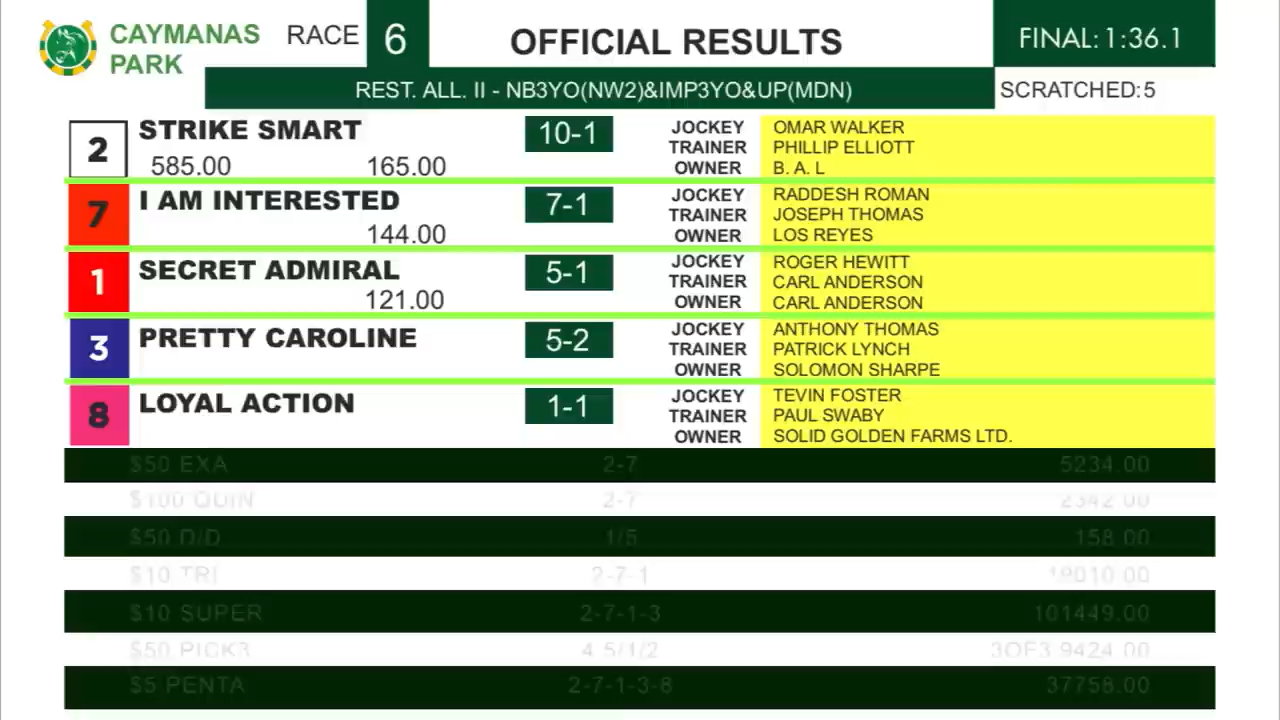 CAYMANAS PARK
RACE 6
OFFICIAL RESULTS
FINAL: 1:36.1
REST. ALL. II - NB3YO(NW2)&IMP3YO&UP(MDN)
SCRATCHED: 5
2 STRIKE SMART 10-1 JOCKEY OMAR WALKER
TRAINER PHILLIP ELLIOTT
585.00 165.00 OWNER B. A. L
7 I AM INTERESTED 7-1 JOCKEY RADDESH ROMAN
TRAINER JOSEPH THOMAS
144.00 OWNER LOS REYES
1 SECRET ADMIRAL 5-1 JOCKEY ROGER HEWITT
TRAINER CARL ANDERSON
121.00 OWNER CARL ANDERSON
3 PRETTY CAROLINE 5-2 JOCKEY ANTHONY THOMAS
TRAINER PATRICK LYNCH
OWNER SOLOMON SHARPE
8 LOYAL ACTION 1-1 JOCKEY TEVIN FOSTER
TRAINER PAUL SWABY
OWNER SOLID GOLDEN FARMS LTD.
$50 EXA 2-7 5234.00
$100 QUIN 2-7 2342.00
$50 D/D 1/5 158.00
$10 TRI 2-7-1
$10 SUPER 2-7-1-3 101449.00
$50 PICK3 3OF3 9424.00
$5 PENTA 2-7-1-3-8 37758.00